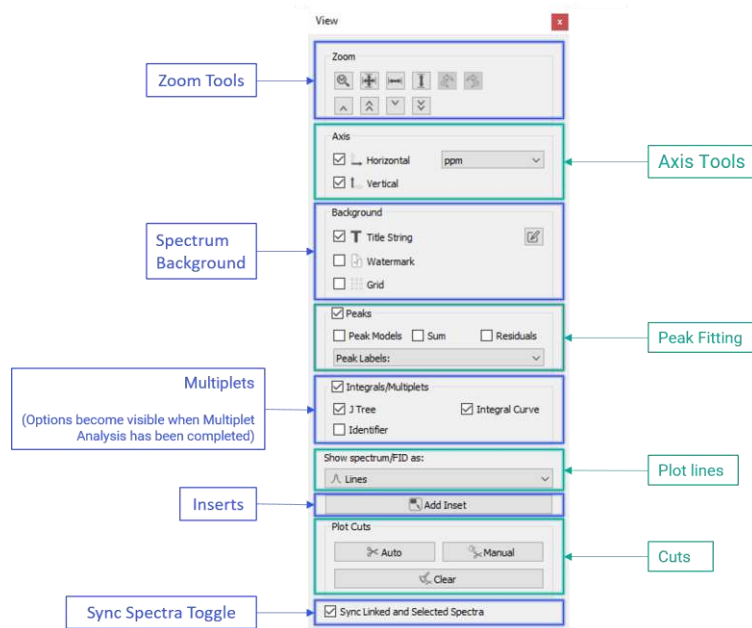 View
x
Zoom
Zoom Tools
Axis
Horizontal
ppm
Vertical
Axis Tools
Background
Title String
Watermark
Grid
Spectrum
Background
Peaks
Peak Models
Sum
Residuals
Peak Labels:
Peak Fitting
Integrals/Multiplets
J Tree
Integral Curve
Identifier
Multiplets
(Options become visible when Multiplet
Analysis has been completed)
Show spectrum/FID as:
Lines
Plot lines
Add Inset
Inserts
Plot Cuts
Auto
Manual
Clear
Cuts
Sync Linked and Selected Spectra
Sync Spectra Toggle